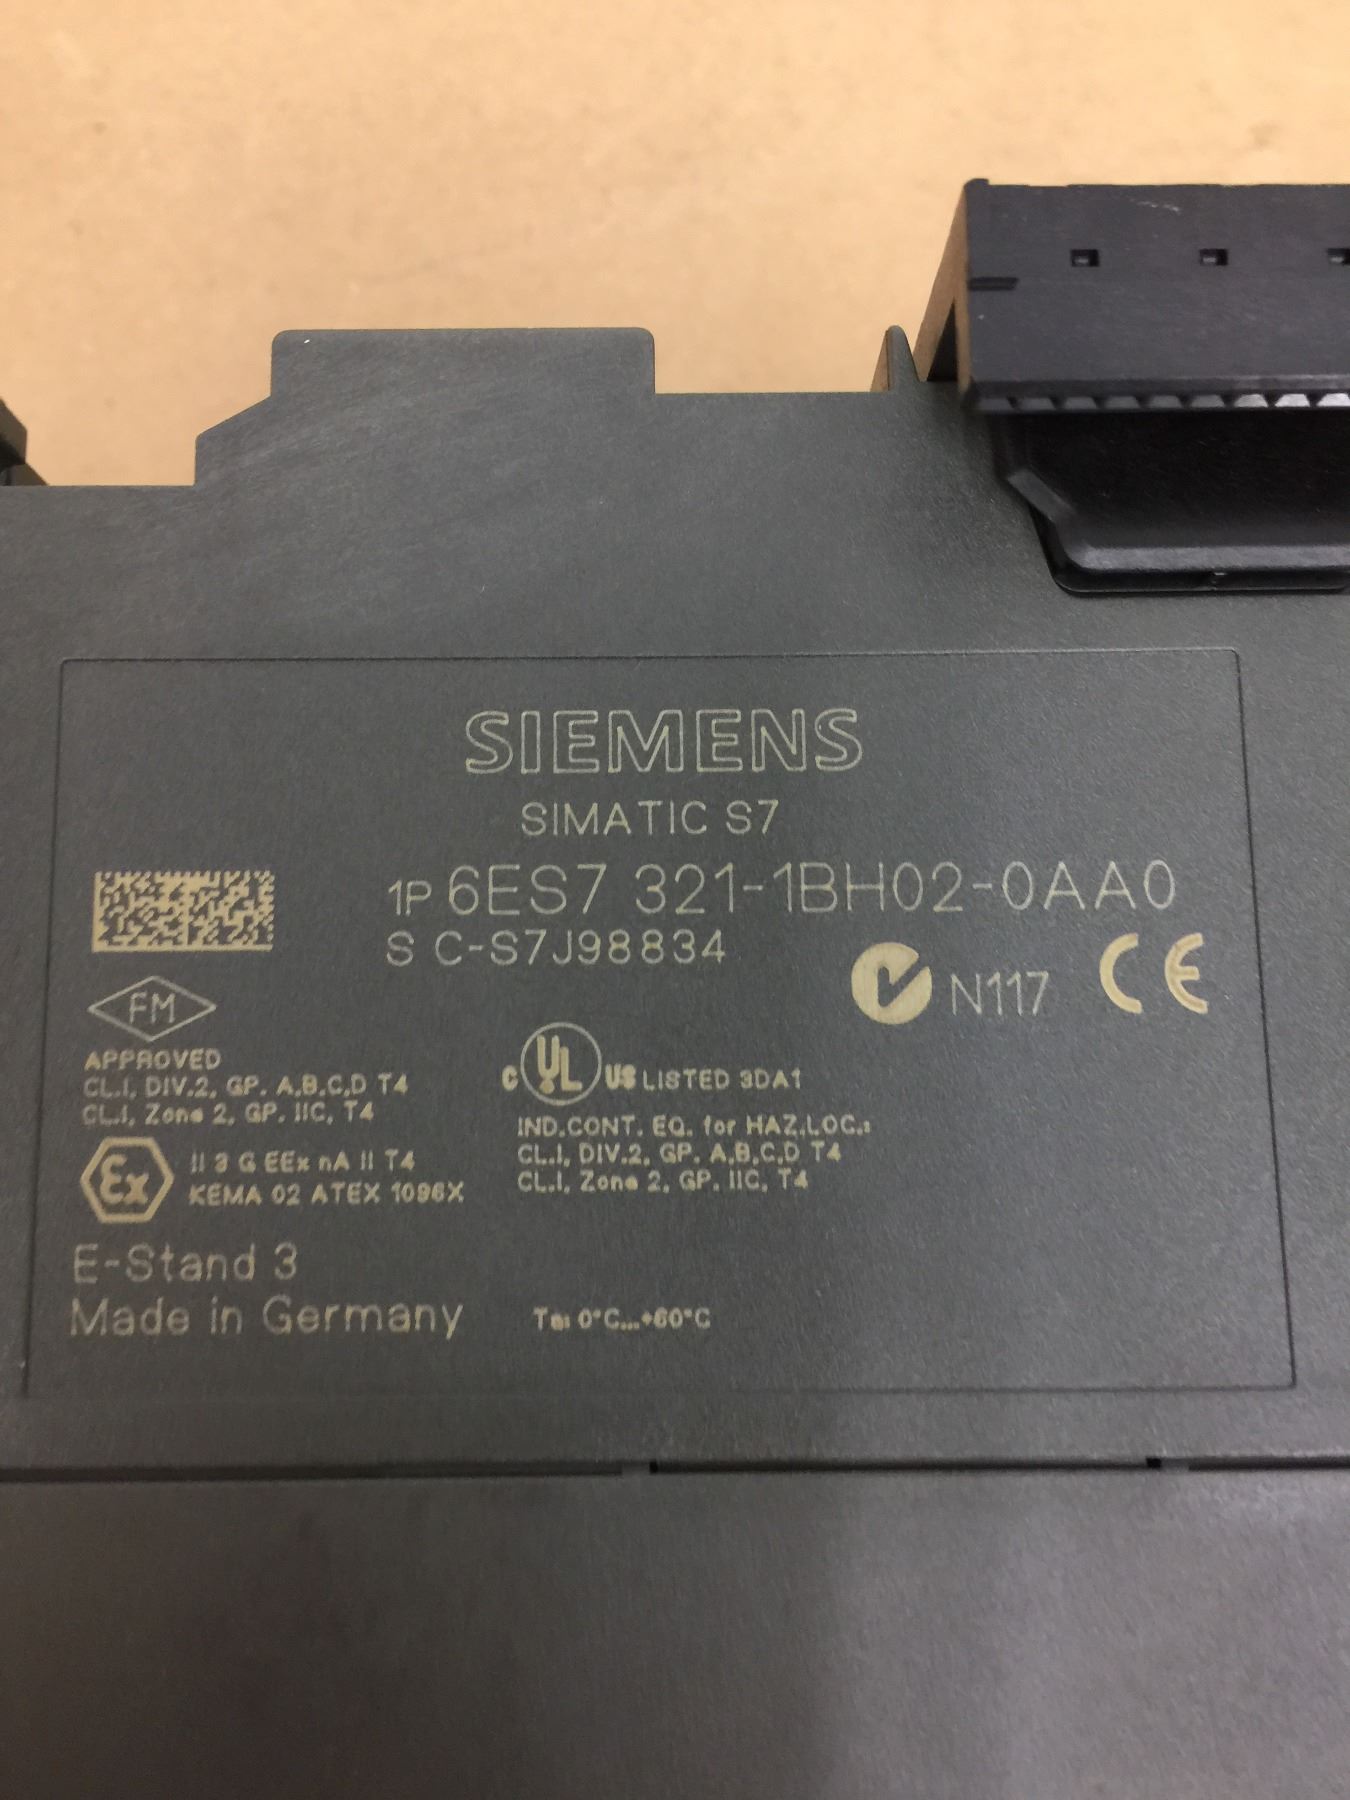 SIEMENS
SIMATIC S7
1P 6ES7 321-1BH02-0AA0
S C-S7J98834
N117 CE
FM
APPROVED
CL.I, DIV.2, GP. A,B,C,D T4
CL.I, Zone 2, GP. IIC, T4
C UL US LISTED 3DA1
IND.CONT. EQ. for HAZ.LOC.:
CL.I, DIV.2, GP. A,B,C,D T4
CL.I, Zone 2, GP. IIC, T4
Ex II 3 G EEx nA II T4
KEMA 02 ATEX 1096X
E-Stand 3
Made in Germany
Ta: 0°C...+60°C